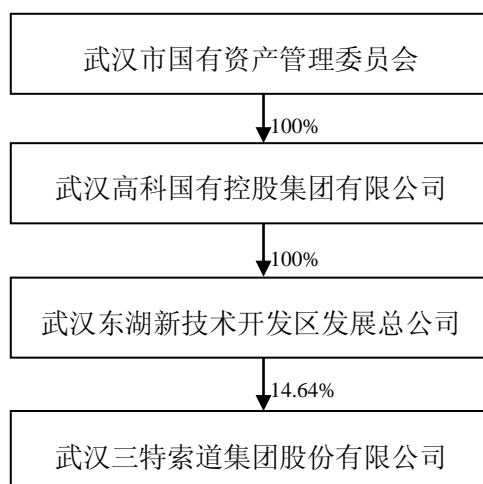 武汉市国有资产管理委员会
100%
武汉高科国有控股集团有限公司
100%
武汉东湖新技术开发区发展总公司
14.64%
武汉三特索道集团股份有限公司